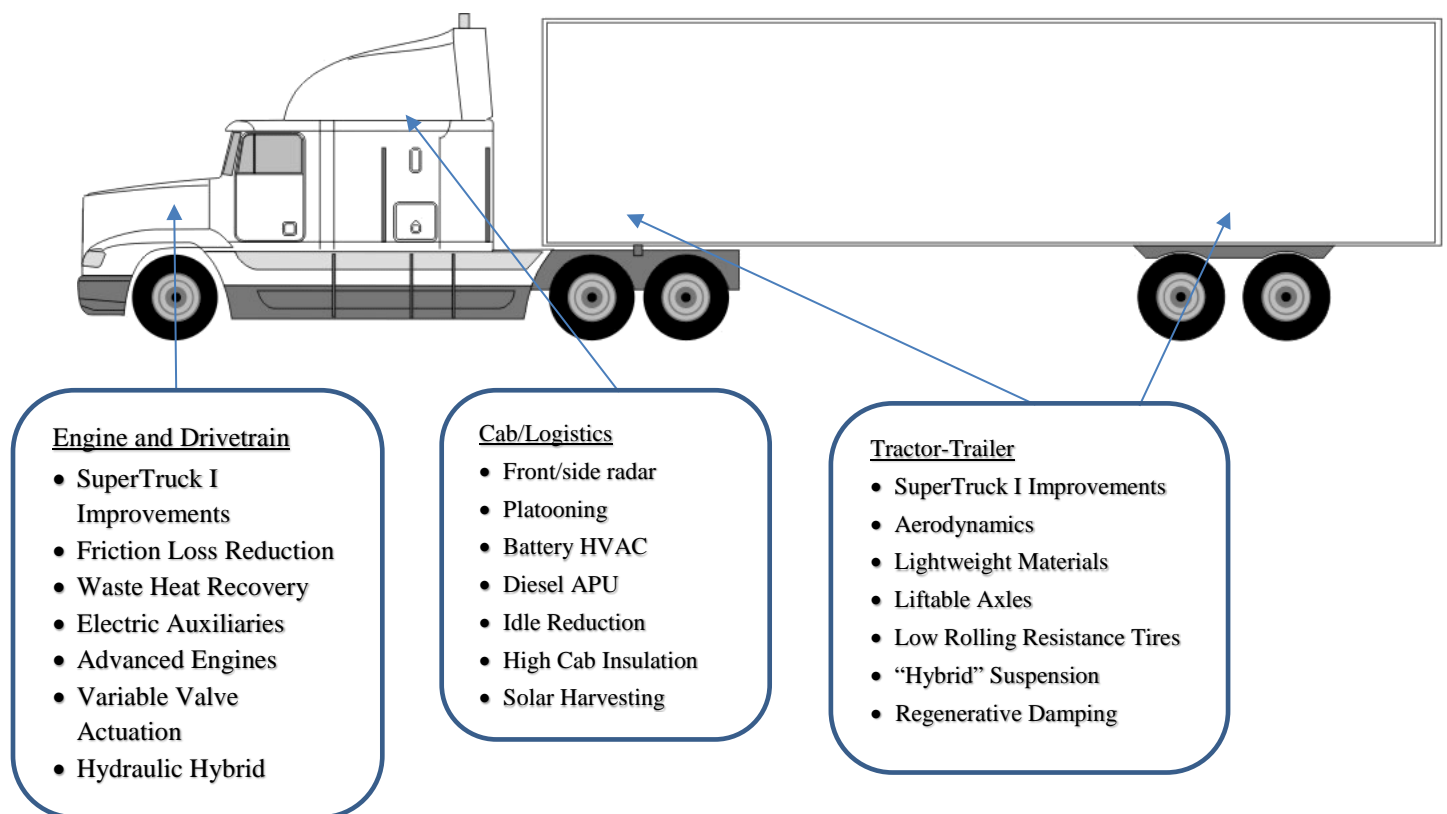 Engine and Drivetrain
• SuperTruck I
Improvements
• Friction Loss Reduction
• Waste Heat Recovery
• Electric Auxiliaries
• Advanced Engines
• Variable Valve
Actuation
• Hydraulic Hybrid
Cab/Logistics
• Front/side radar
• Platooning
• Battery HVAC
• Diesel APU
• Idle Reduction
• High Cab Insulation
• Solar Harvesting
Tractor-Trailer
• SuperTruck I Improvements
• Aerodynamics
• Lightweight Materials
• Liftable Axles
• Low Rolling Resistance Tires
• “Hybrid” Suspension
• Regenerative Damping